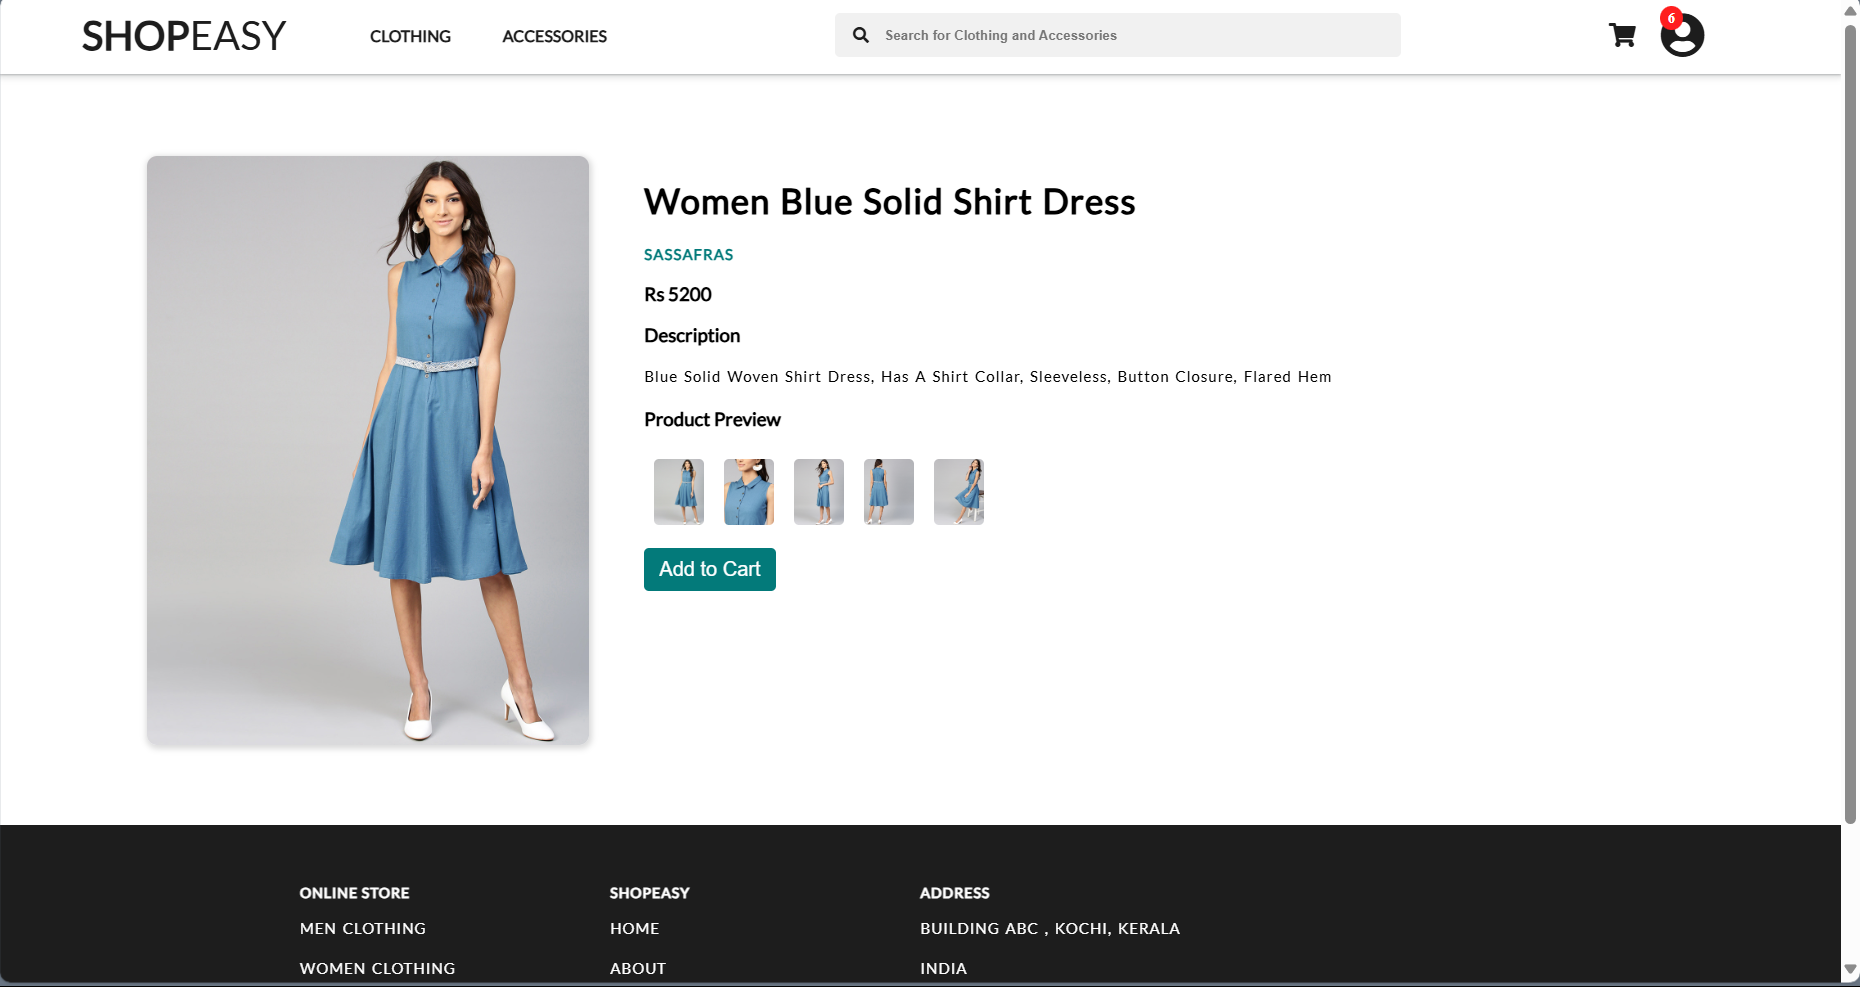 SHOPEASY
CLOTHING
ACCESSORIES
Search for Clothing and Accessories
6
Women Blue Solid Shirt Dress
SASSAFRAS
Rs 5200
Description
Blue Solid Woven Shirt Dress, Has A Shirt Collar, Sleeveless, Button Closure, Flared Hem
Product Preview
Add to Cart
ONLINE STORE
MEN CLOTHING
WOMEN CLOTHING
SHOPEASY
HOME
ABOUT
ADDRESS
BUILDING ABC , KOCHI, KERALA
INDIA